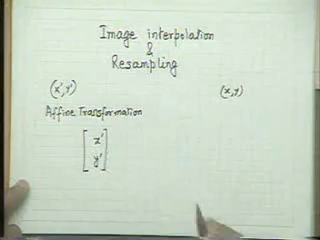 Image interpolation
&
Resampling
(x', y') (x, y)
Affine Transformation
[ x'
y' ]